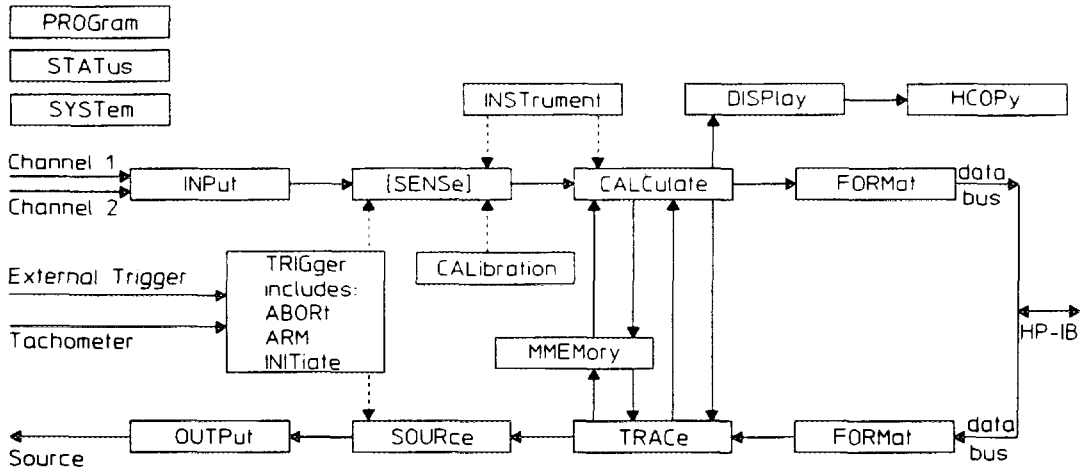 PROGram
STATus
SYSTem
INSTrument
DISPlay
HCOPy
Channel 1
Channel 2
INPut
[SENSe]
CALCulate
FORMat
data
bus
External Trigger
Tachometer
TRIGger
includes:
ABORt
ARM
INITiate
CALibration
MMEMory
HP-IB
Source
OUTPut
SOURce
TRACe
FORMat
data
bus